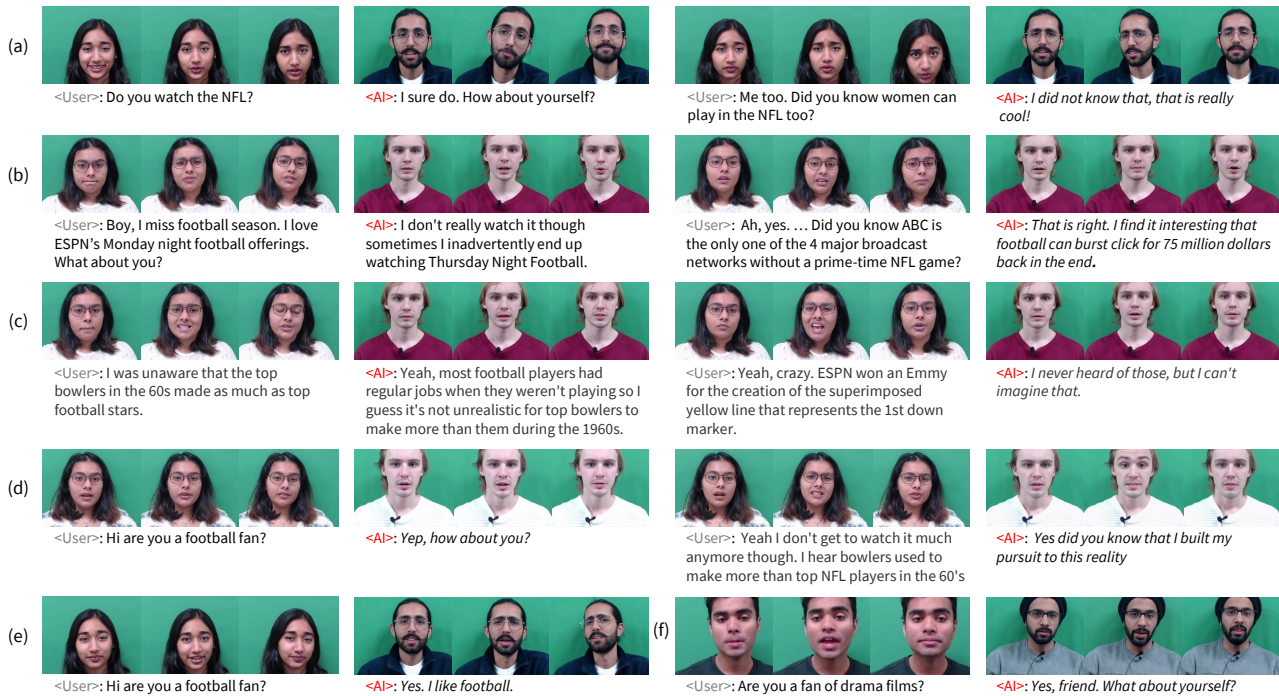 (a)
<User>: Do you watch the NFL?
<AI>: I sure do. How about yourself?
<User>: Me too. Did you know women can
play in the NFL too?
<AI>: I did not know that, that is really
cool!
(b)
<User>: Boy, I miss football season. I love
ESPN's Monday night football offerings.
What about you?
<AI>: I don't really watch it though
sometimes I inadvertently end up
watching Thursday Night Football.
<User>: Ah, yes. ... Did you know ABC is
the only one of the 4 major broadcast
networks without a prime-time NFL game?
<AI>: That is right. I find it interesting that
football can burst click for 75 million dollars
back in the end.
(c)
<User>: I was unaware that the top
bowlers in the 60s made as much as top
football stars.
<AI>: Yeah, most football players had
regular jobs when they weren't playing so I
guess it's not unrealistic for top bowlers to
make more than them during the 1960s.
<User>: Yeah, crazy. ESPN won an Emmy
for the creation of the superimposed
yellow line that represents the 1st down
marker.
<AI>: I never heard of those, but I can't
imagine that.
(d)
<User>: Hi are you a football fan?
<AI>: Yep, how about you?
<User>: Yeah I don't get to watch it much
anymore though. I hear bowlers used to
make more than top NFL players in the 60's
<AI>: Yes did you know that I built my
pursuit to this reality
(e)
<User>: Hi are you a football fan?
<AI>: Yes. I like football.
(f)
<User>: Are you a fan of drama films?
<AI>: Yes, friend. What about yourself?